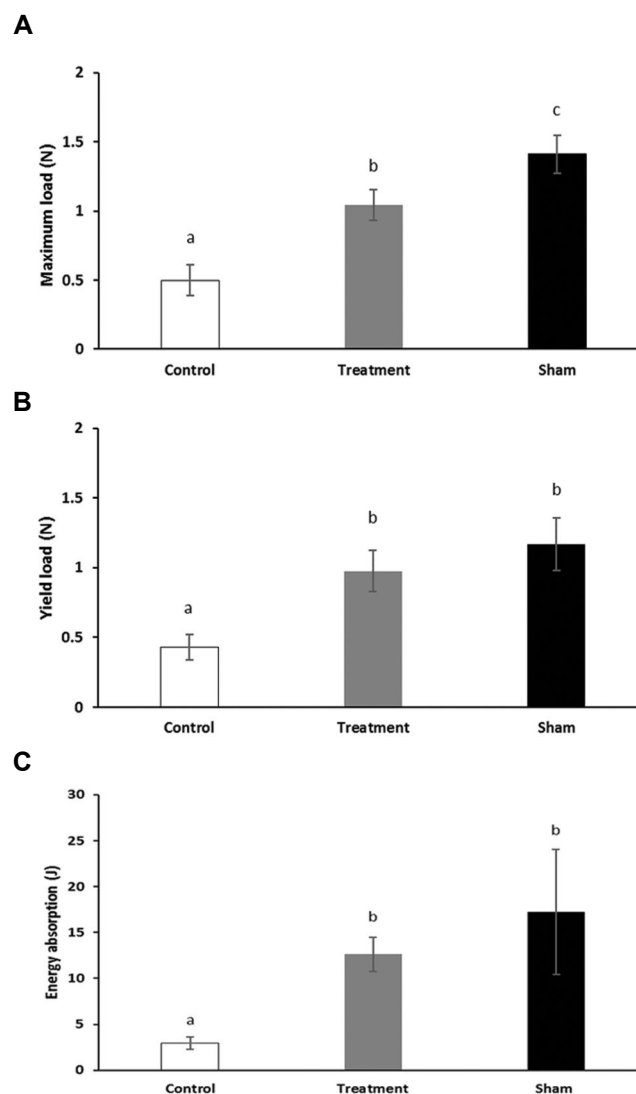 A
Maximum load (N)
2
1.5
1
0.5
0
a
b
c
Control Treatment Sham
B
Yield load (N)
2
1.5
1
0.5
0
a
b
b
Control Treatment Sham
C
Energy absorption (J)
30
25
20
15
10
5
0
a
b
b
Control Treatment Sham